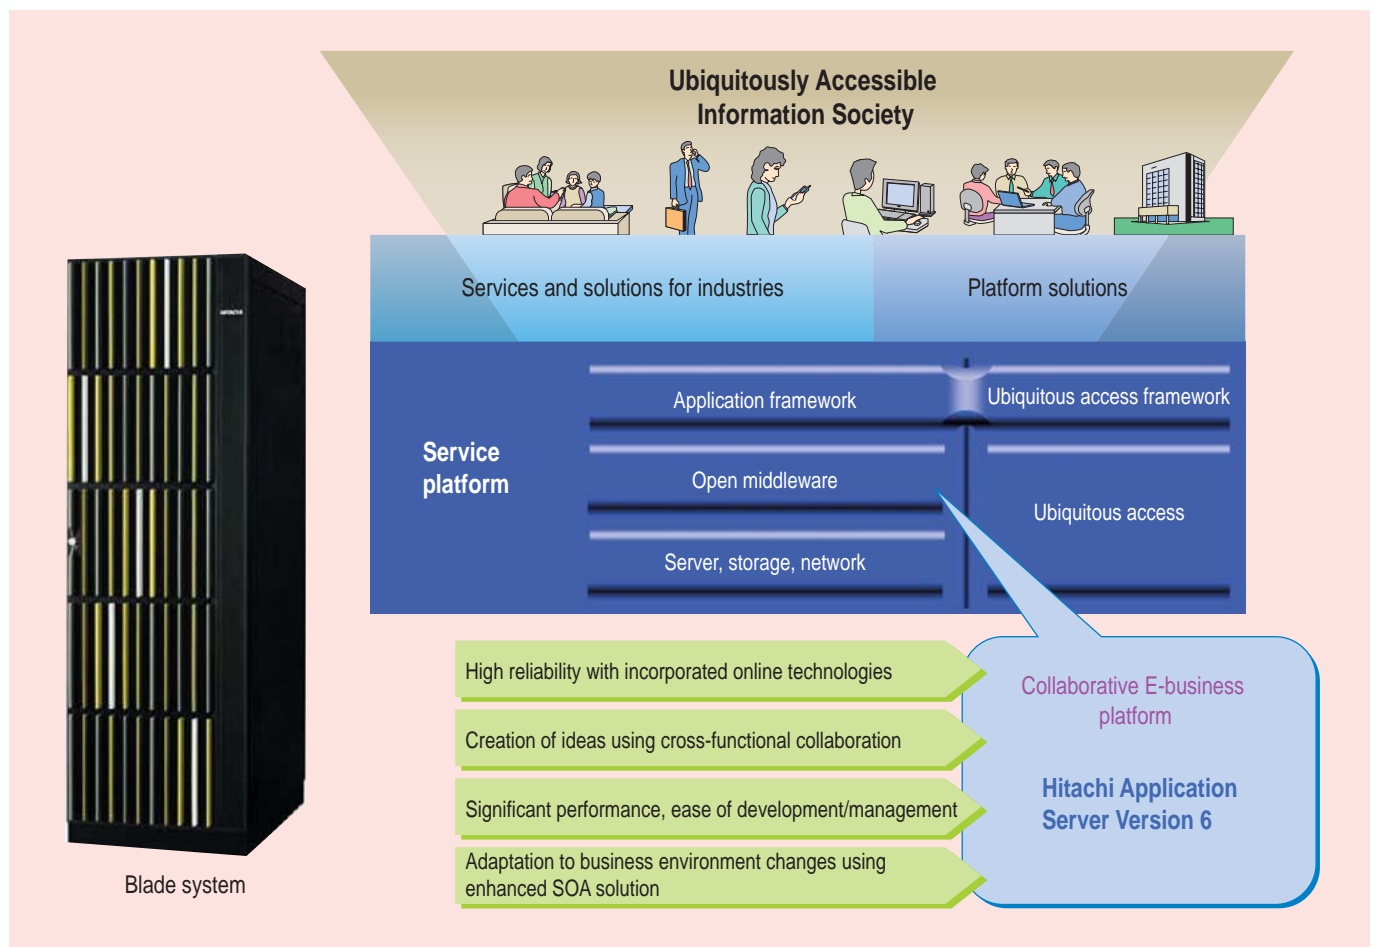 Ubiquitously Accessible
Information Society
Services and solutions for industries
Platform solutions
Service
platform
Application framework
Ubiquitous access framework
Open middleware
Ubiquitous access
Server, storage, network
High reliability with incorporated online technologies
Creation of ideas using cross-functional collaboration
Significant performance, ease of development/management
Adaptation to business environment changes using
enhanced SOA solution
Collaborative E-business
platform
Hitachi Application
Server Version 6
HITACHI
Blade system